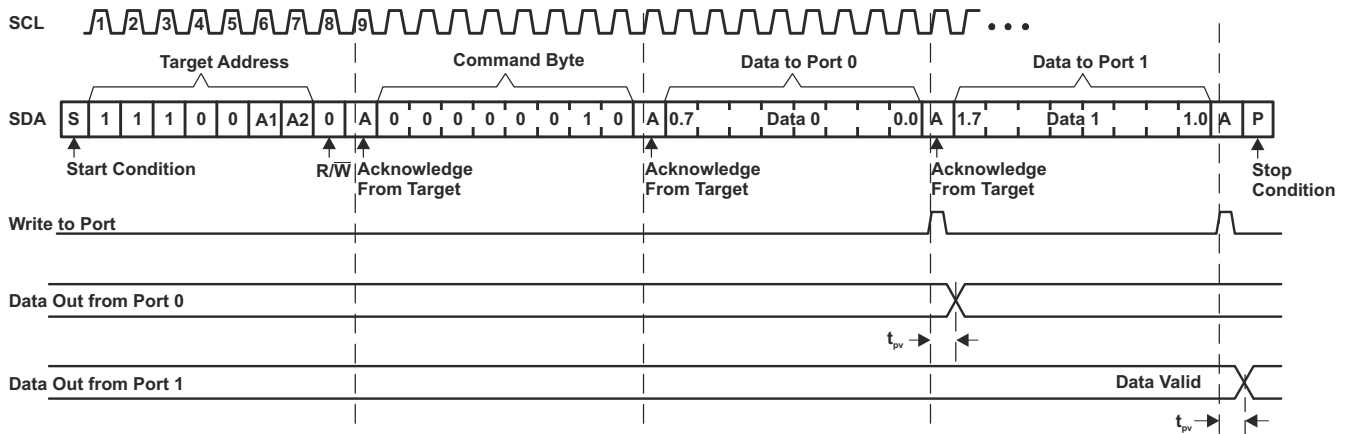 SCL 1 2 3 4 5 6 7 8 9
Target Address Command Byte Data to Port 0 Data to Port 1
SDA S 1 1 1 0 0 A1 A2 0 A 0 0 0 0 0 0 1 0 A 0.7 Data 0 0.0 A 1.7 Data 1 1.0 A P
Start Condition R/W̅ Acknowledge From Target Acknowledge From Target Acknowledge From Target Stop Condition
Write to Port
Data Out from Port 0
tpv
Data Out from Port 1 Data Valid
tpv